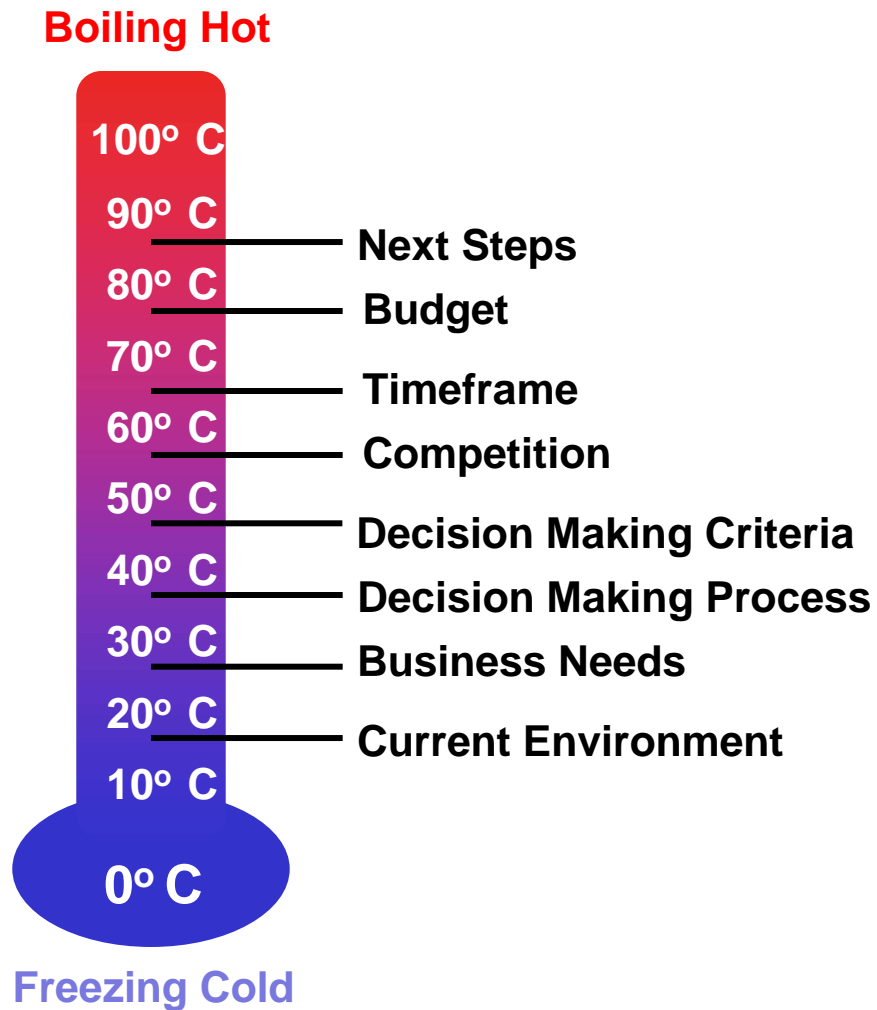 Boiling Hot
100º C
90º C
Next Steps
80º C
Budget
70º C
Timeframe
60º C
Competition
50º C
Decision Making Criteria
40º C
Decision Making Process
30º C
Business Needs
20º C
Current Environment
10º C
0º C
Freezing Cold